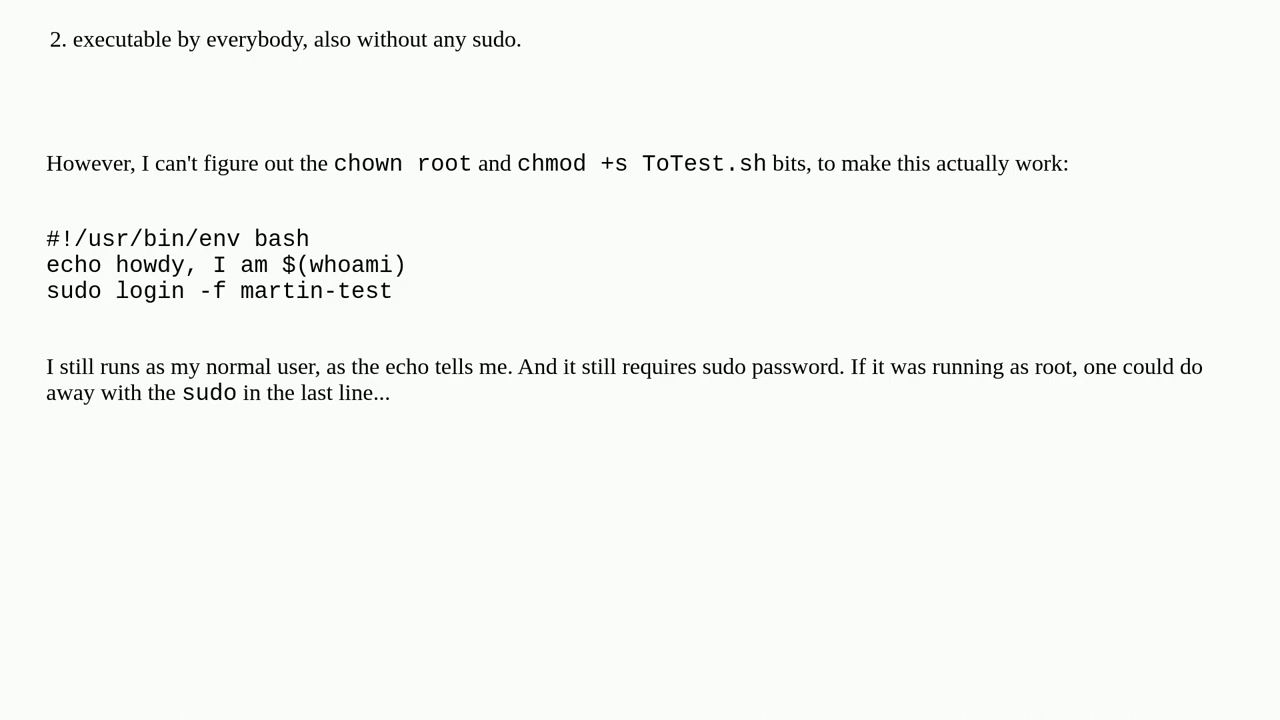 2. executable by everybody, also without any sudo.
However, I can't figure out the chown root and chmod +s ToTest.sh bits, to make this actually work:
#!/usr/bin/env bash
echo howdy, I am $(whoami)
sudo login -f martin-test
I still runs as my normal user, as the echo tells me. And it still requires sudo password. If it was running as root, one could do
away with the sudo in the last line...